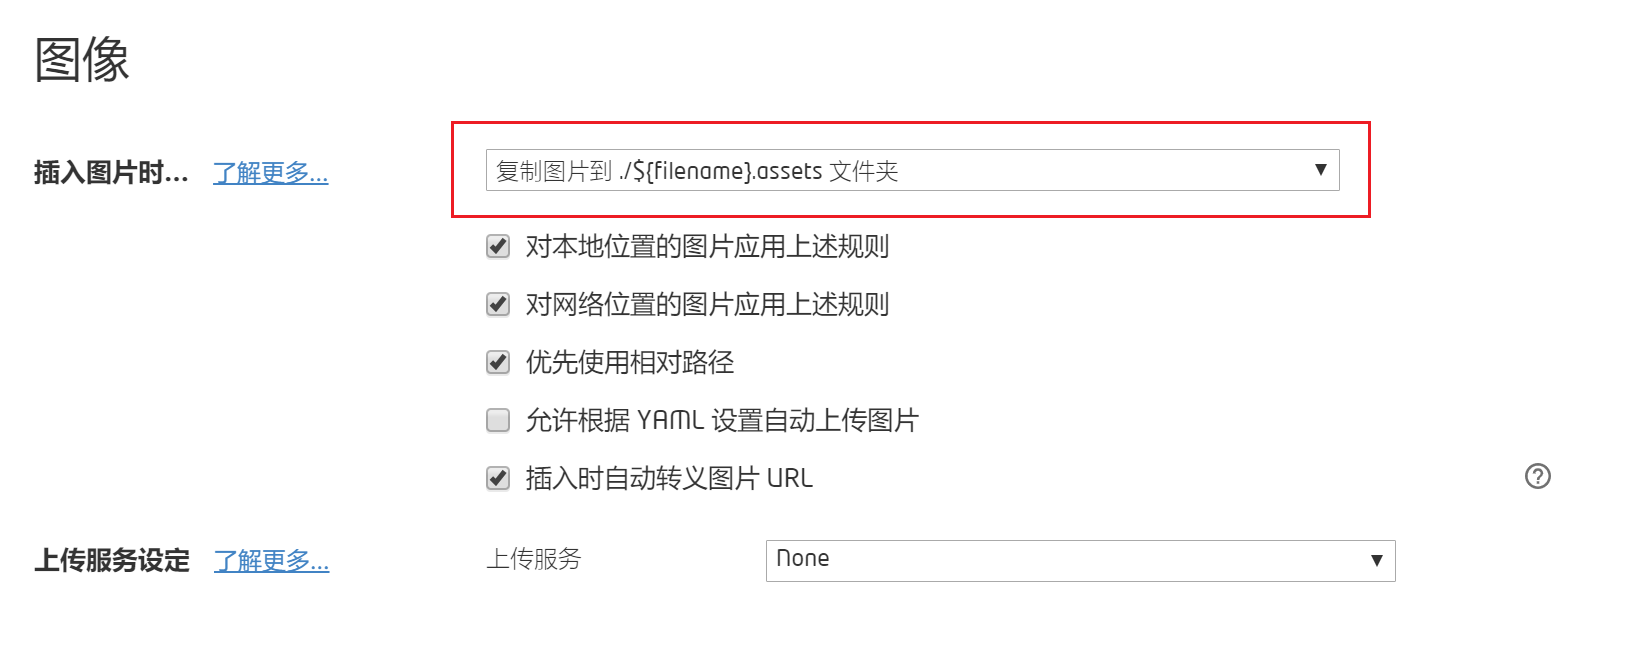 图像
插入图片时... 了解更多... 复制图片到 ./${filename}.assets 文件夹 ▼
对本地位置的图片应用上述规则
对网络位置的图片应用上述规则
优先使用相对路径
允许根据 YAML 设置自动上传图片
插入时自动转义图片 URL ?
上传服务设定 了解更多... 上传服务 None ▼